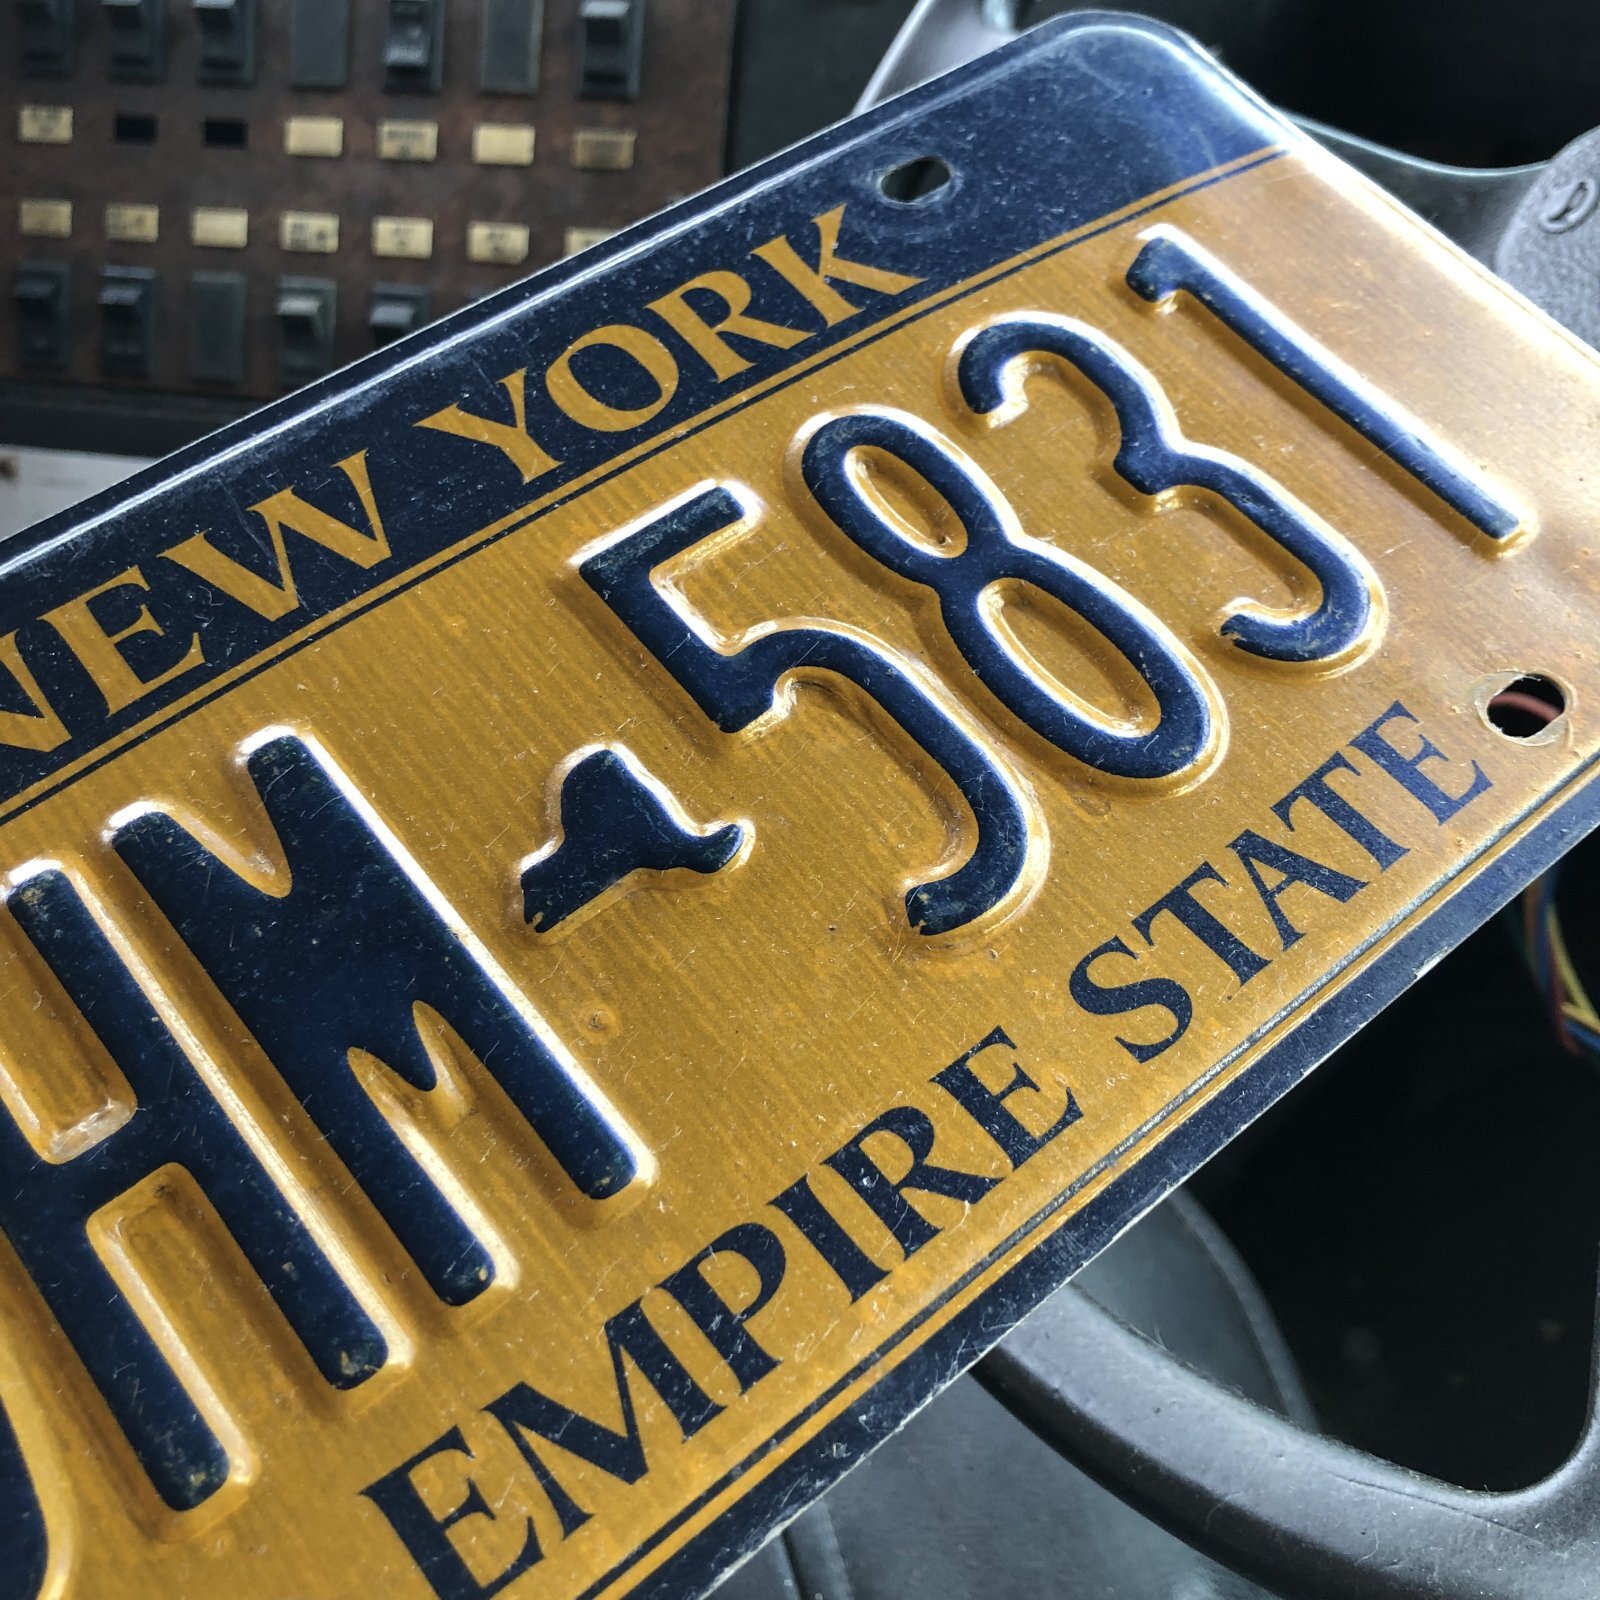 NEW YORK
HM 5831
EMPIRE STATE